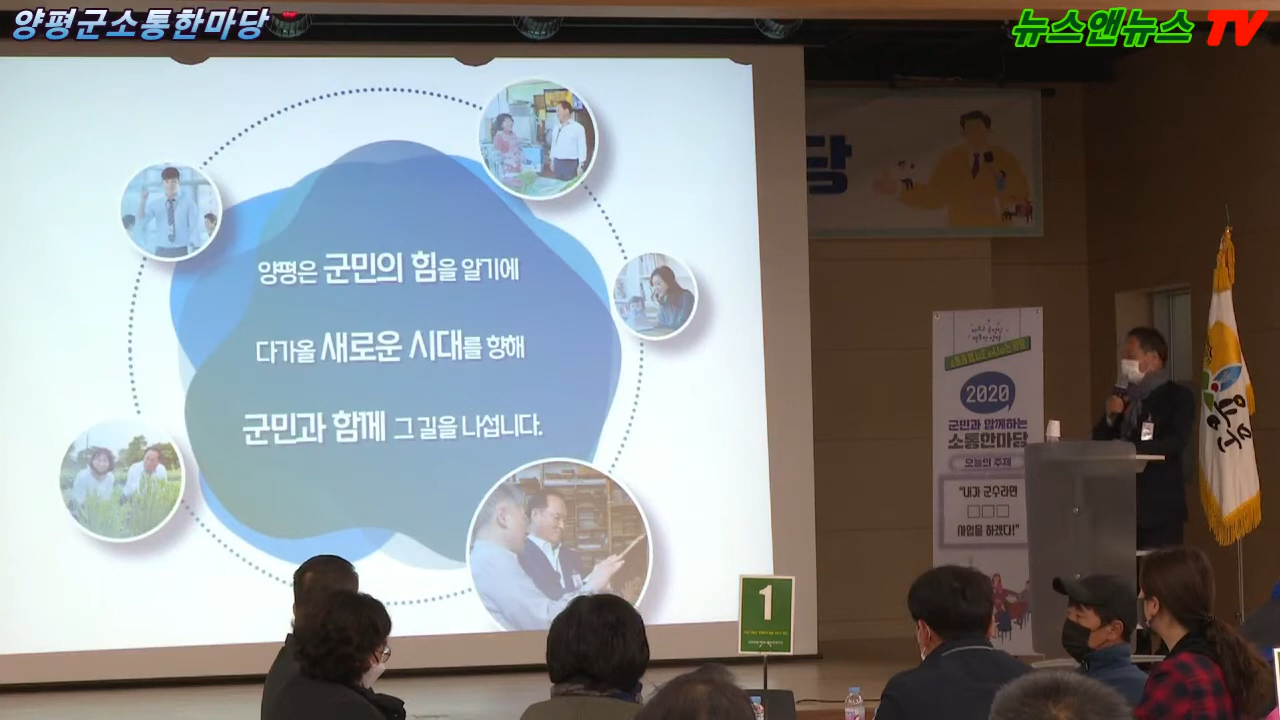 양평군소통한마당
뉴스앤뉴스 TV
양평은 군민의 힘을 알기에
다가올 새로운 시대를 향해
군민과 함께 그 길을 나섭니다.
당
2020
군민과 함께하는
소통한마당
오늘의 주제
"내가 군수라면
□□□
사업을 하겠다!"
1